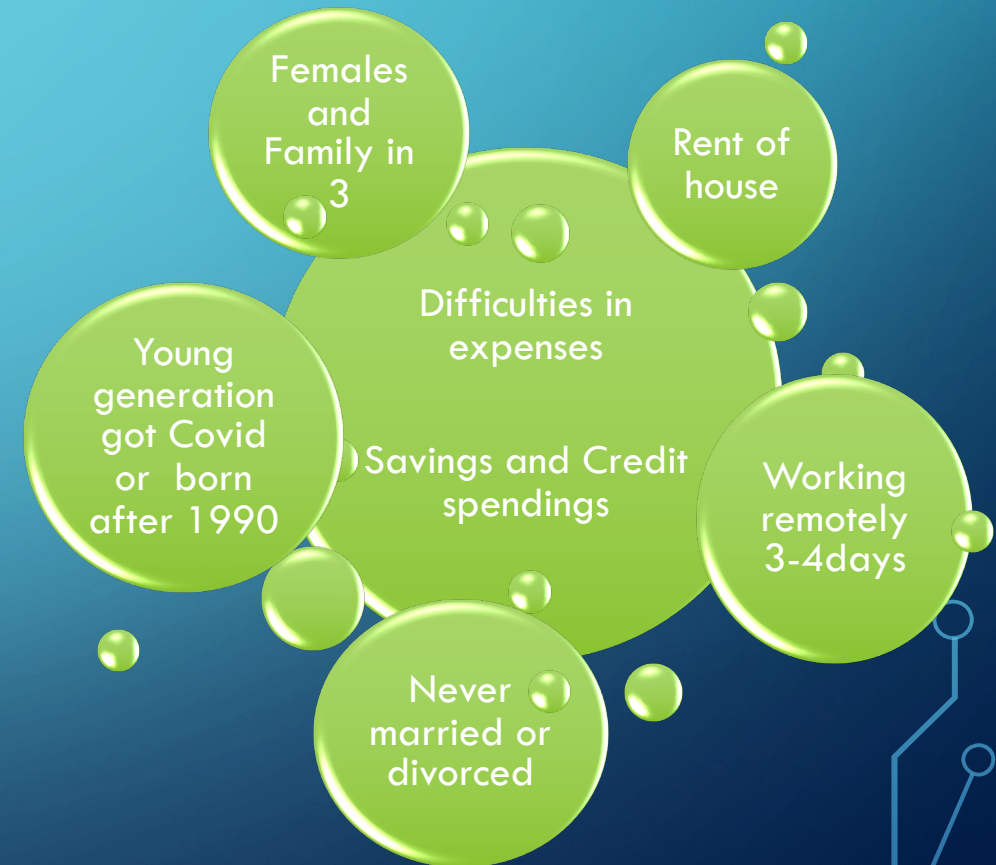 Females
and
Family in
3
Rent of
house
Difficulties in
expenses
Savings and Credit
spendings
Young
generation
got Covid
or born
after 1990
Working
remotely
3-4days
Never
married or
divorced